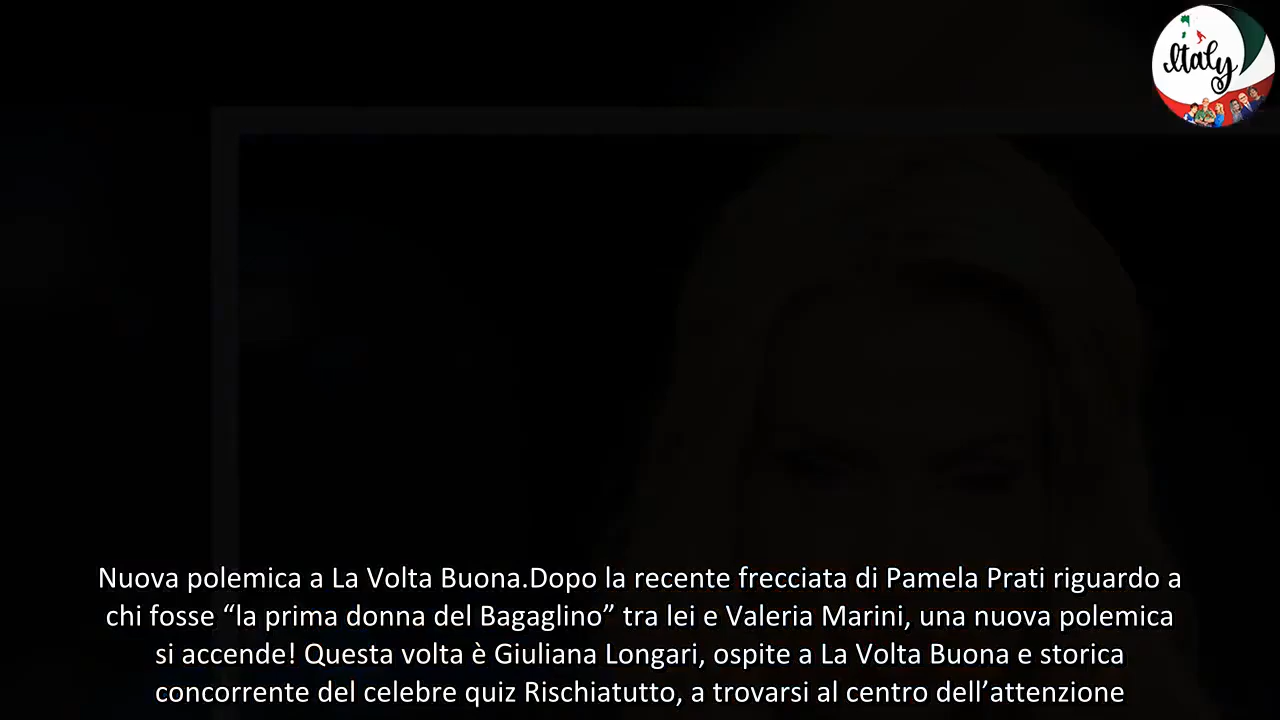 Italy
Nuova polemica a La Volta Buona.Dopo la recente frecciata di Pamela Prati riguardo a
chi fosse “la prima donna del Bagaglino” tra lei e Valeria Marini, una nuova polemica
si accende! Questa volta è Giuliana Longari, ospite a La Volta Buona e storica
concorrente del celebre quiz Rischiatutto, a trovarsi al centro dell’attenzione